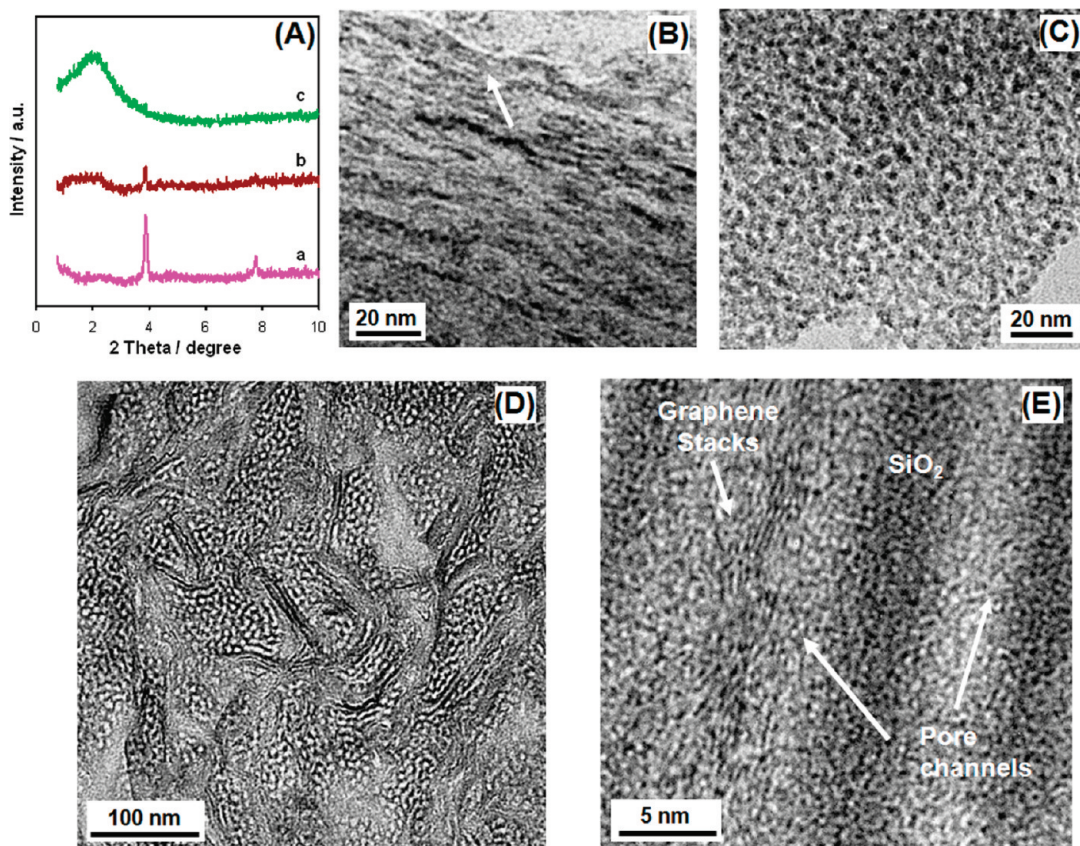 (A)
c
b
a
Intensity / a.u.
0 2 4 6 8 10
2 Theta / degree
(B)
20 nm
(C)
20 nm
(D)
100 nm
(E)
Graphene
Stacks
SiO₂
Pore
channels
5 nm